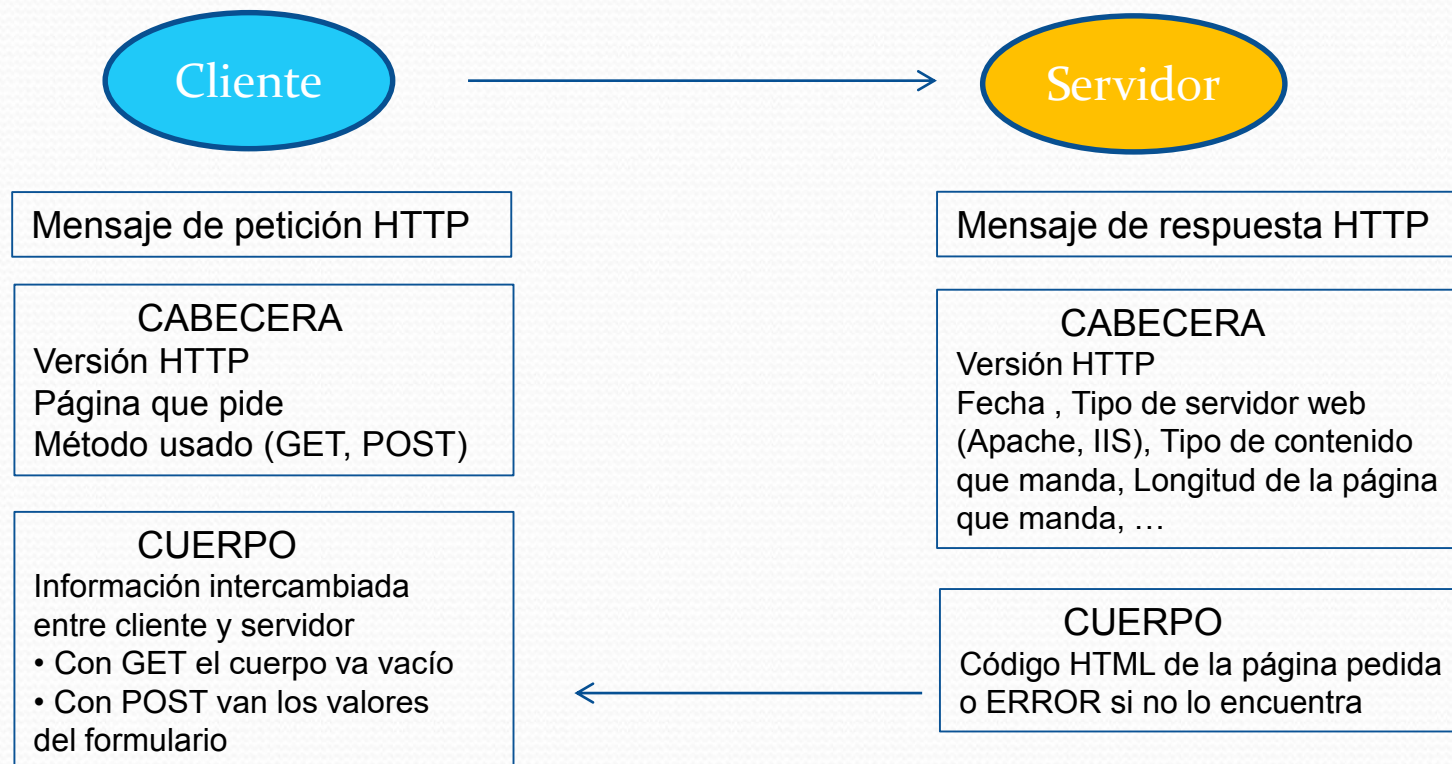 Cliente
Servidor
Mensaje de petición HTTP
CABECERA
Versión HTTP
Página que pide
Método usado (GET, POST)
CUERPO
Información intercambiada
entre cliente y servidor
• Con GET el cuerpo va vacío
• Con POST van los valores
del formulario
Mensaje de respuesta HTTP
CABECERA
Versión HTTP
Fecha , Tipo de servidor web
(Apache, IIS), Tipo de contenido
que manda, Longitud de la página
que manda, …
CUERPO
Código HTML de la página pedida
o ERROR si no lo encuentra